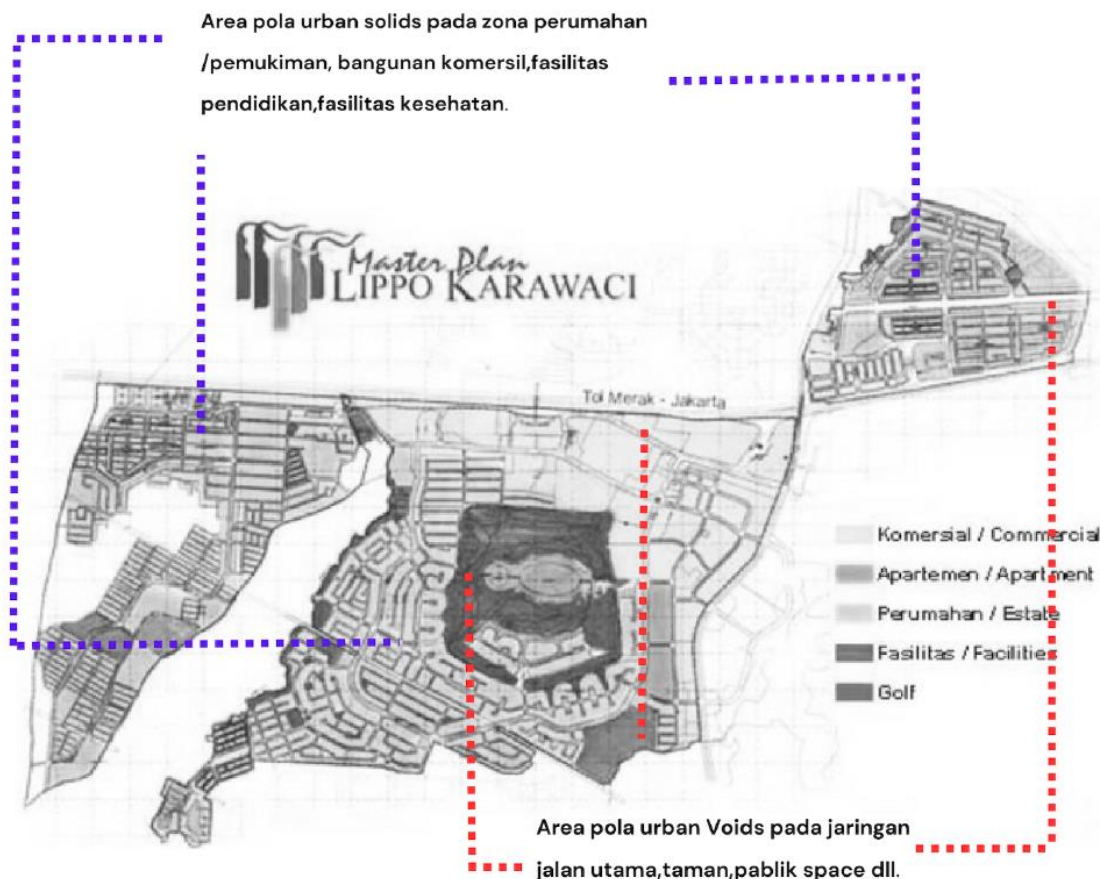 Area pola urban solids pada zona perumahan
/pemukiman, bangunan komersil,fasilitas
pendidikan,fasilitas kesehatan.
Master Plan
LIPPO KARAWACI
Tol Merak - Jakarta
Komersial / Commercial
Apartemen / Apartment
Perumahan / Estate
Fasilitas / Facilities
Golf
Area pola urban Voids pada jaringan
jalan utama,taman,pablik space dll.